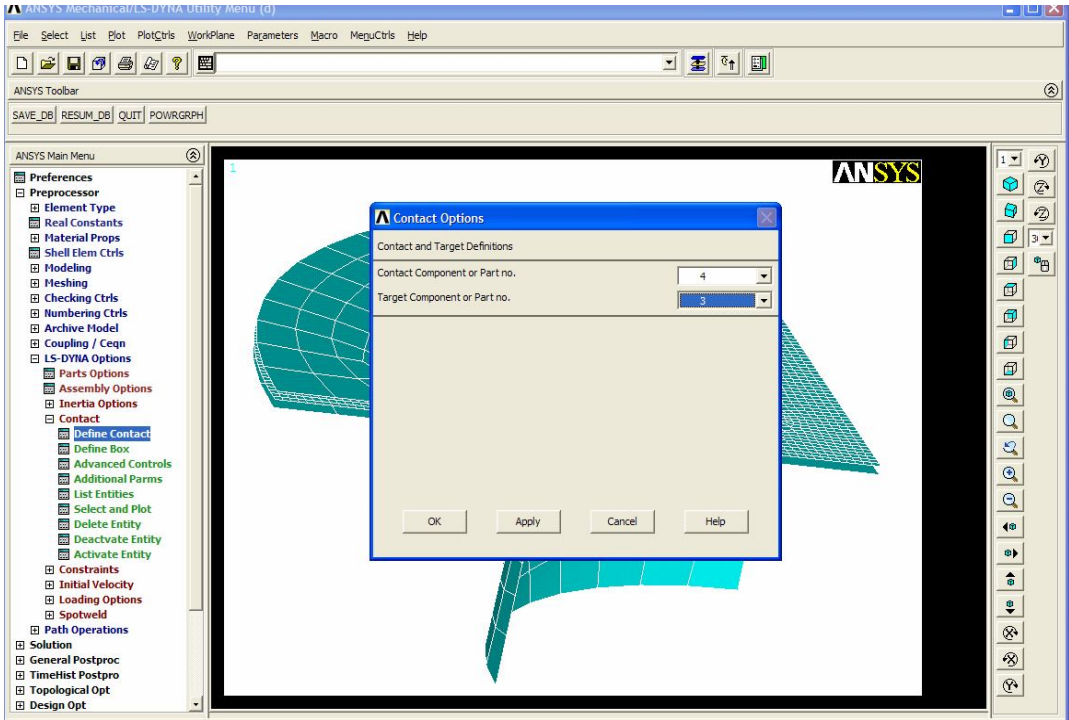 ANSYS Mechanical/LS-DYNA Utility Menu (d)
File Select List Plot PlotCtrls WorkPlane Parameters Macro MenuCtrls Help
ANSYS Toolbar
SAVE_DB RESUM_DB QUIT POWRGRPH
ANSYS Main Menu
Preferences
Preprocessor
Element Type
Real Constants
Material Props
Shell Elem Ctrls
Modeling
Meshing
Checking Ctrls
Numbering Ctrls
Archive Model
Coupling / Ceqn
LS-DYNA Options
Parts Options
Assembly Options
Inertia Options
Contact
Define Contact
Define Box
Advanced Controls
Additional Parms
List Entities
Select and Plot
Delete Entity
Deactvate Entity
Activate Entity
Constraints
Initial Velocity
Loading Options
Spotweld
Path Operations
Solution
General Postproc
TimeHist Postpro
Topological Opt
Design Opt
1
ANSYS
Contact Options
Contact and Target Definitions
Contact Component or Part no. 4
Target Component or Part no. 3
OK Apply Cancel Help
1